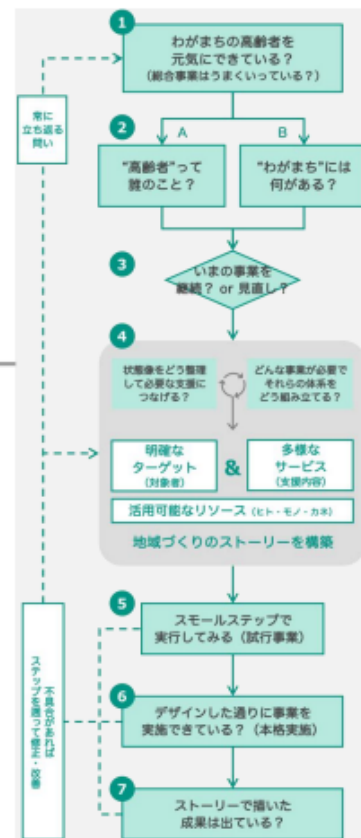 1
わがまちの高齢者を
元気にできている？
（総合事業はうまくいっている？）
常に
立ち返る
問い
2
A
B
“高齢者”って
誰のこと？
“わがまち”には
何がある？
3
いまの事業を
継続？ or 見直し？
状態像をどう整理
して必要な支援に
つなげる？
どんな事業が必要で
それらの体系を
どう組み立てる？
4
明確な
ターゲット
（対象者）
&
多様な
サービス
（支援内容）
活用可能なリソース（ヒト・モノ・カネ）
地域づくりのストーリーを構築
5
スモールステップで
実行してみる（試行事業）
不具合があれば
ステップを遡って修正・改善
6
デザインした通りに事業を
実施できている？（本格実施）
7
ストーリーで描いた
成果は出ている？